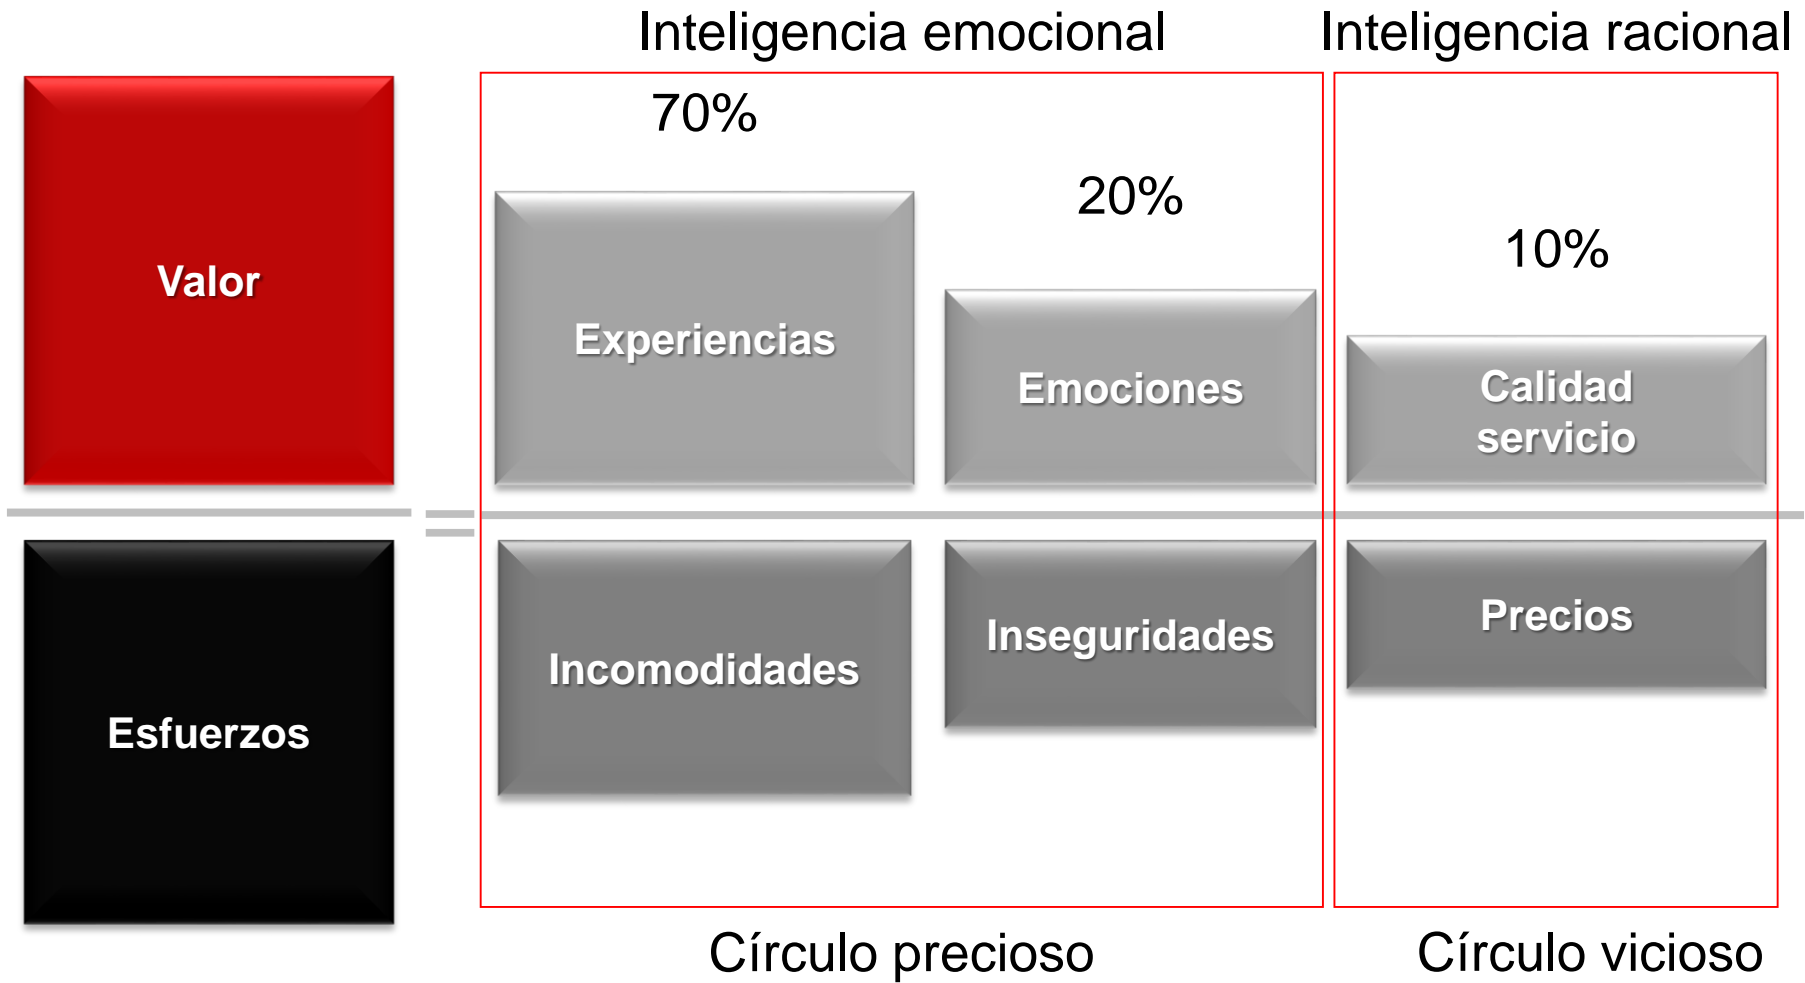 Inteligencia emocional
Inteligencia racional
70%
20%
10%
Valor
Experiencias
Emociones
Calidad
servicio
=
Esfuerzos
Incomodidades
Inseguridades
Precios
Círculo precioso
Círculo vicioso